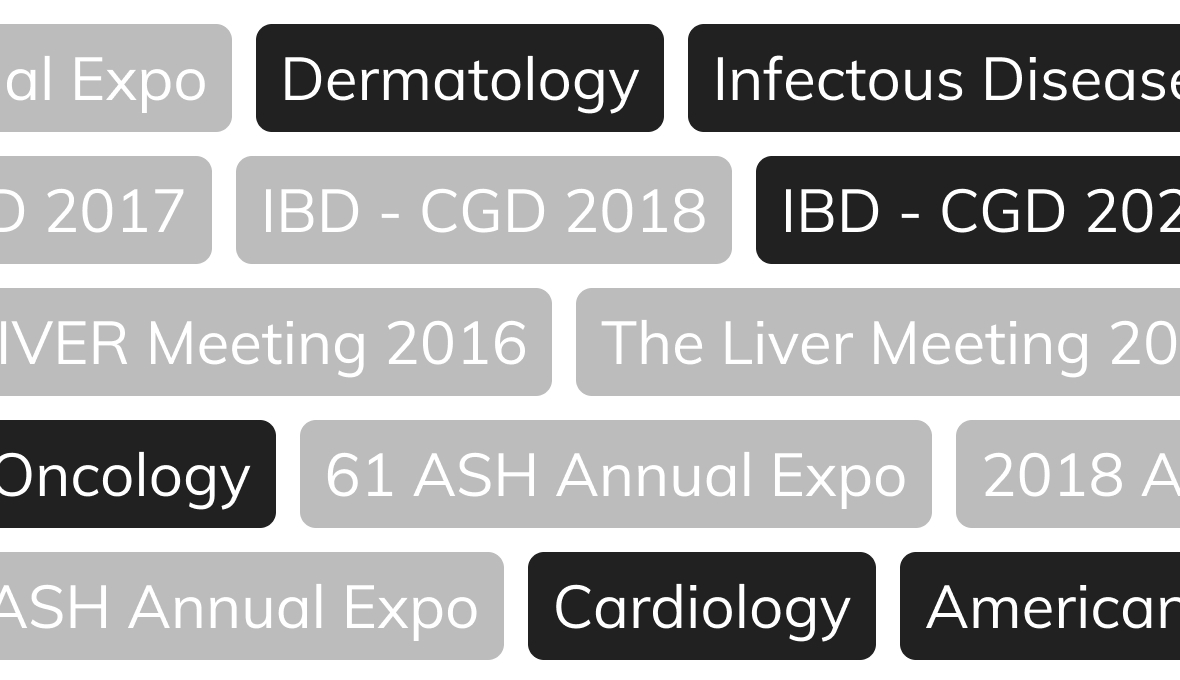 al Expo Dermatology Infectous Disease
D 2017 IBD - CGD 2018 IBD - CGD 202
IVER Meeting 2016 The Liver Meeting 20
Oncology 61 ASH Annual Expo 2018 A
ASH Annual Expo Cardiology American